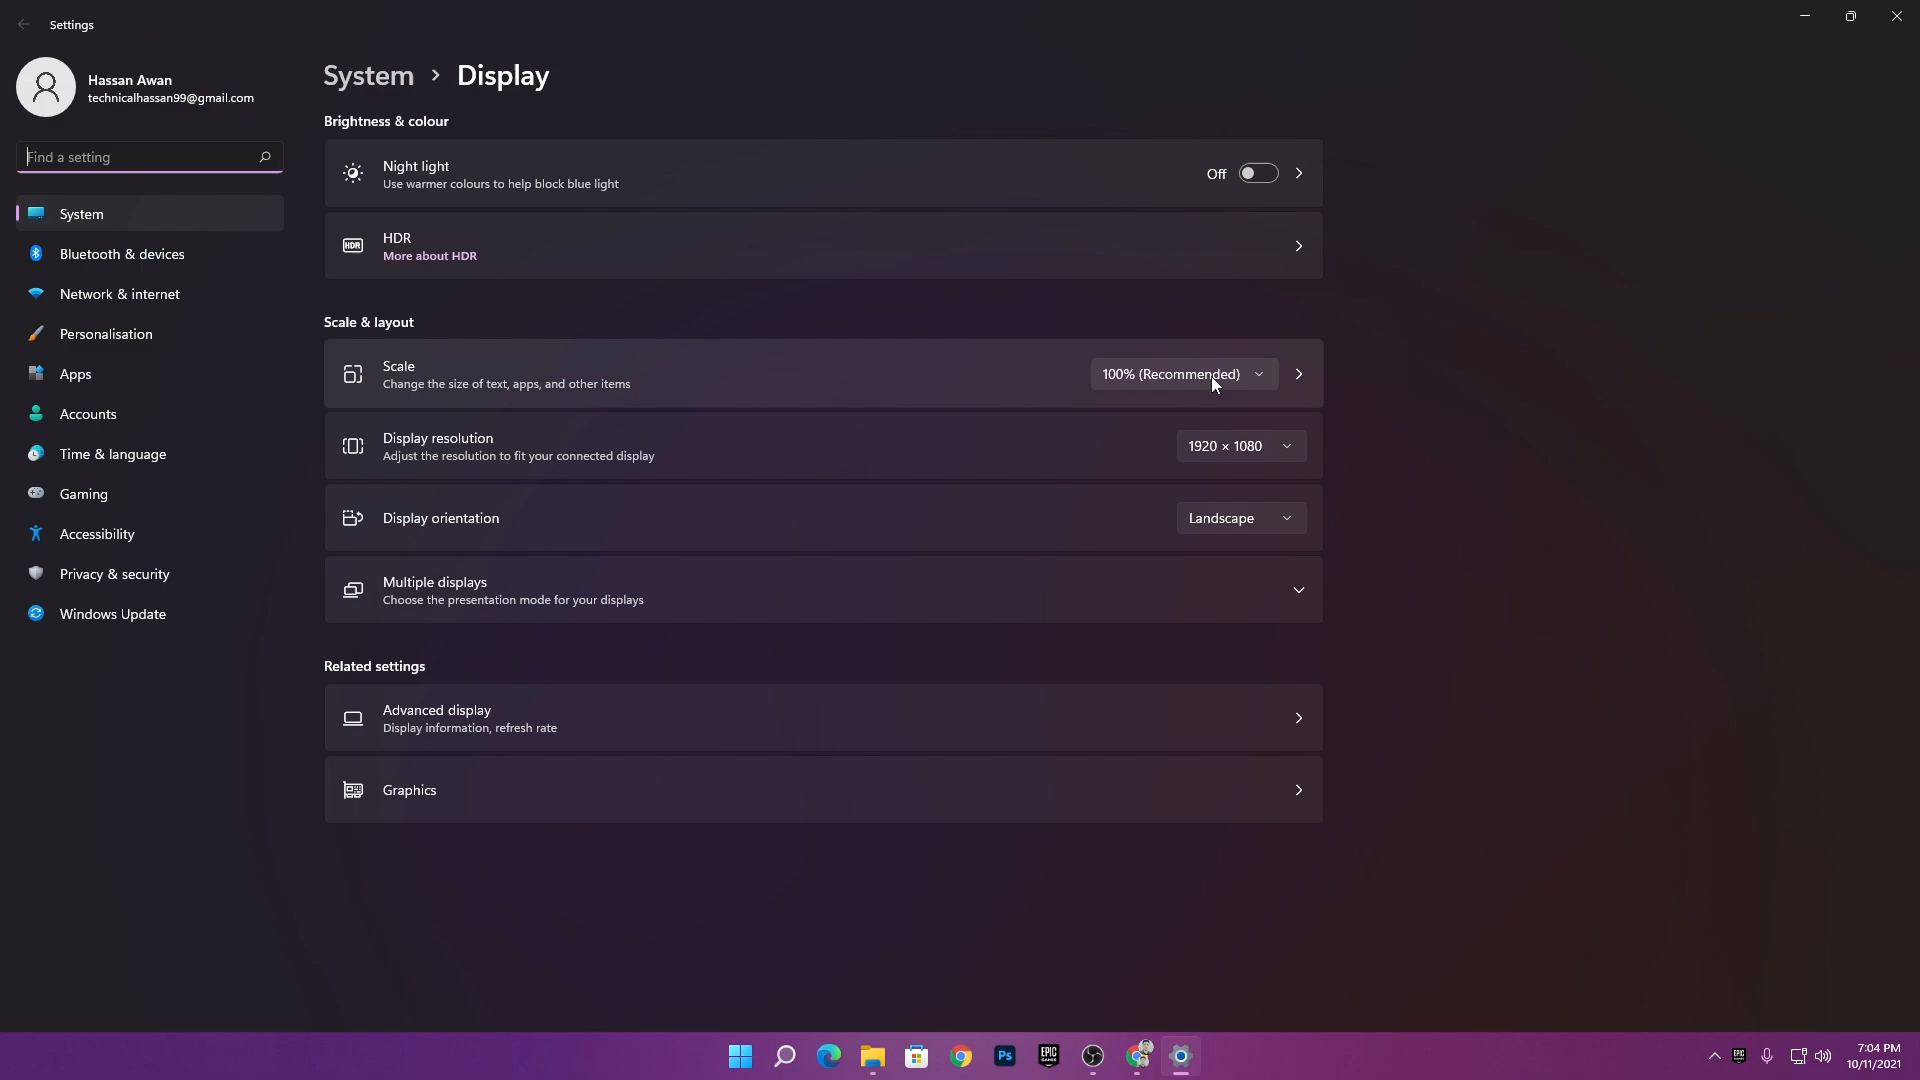 Settings
Hassan Awan
technicalhassan99@gmail.com
Find a setting
System
Bluetooth & devices
Network & internet
Personalisation
Apps
Accounts
Time & language
Gaming
Accessibility
Privacy & security
Windows Update
System > Display
Brightness & colour
Night light
Use warmer colours to help block blue light
Off
HDR
HDR
More about HDR
Scale & layout
Scale
Change the size of text, apps, and other items
100% (Recommended)
Display resolution
Adjust the resolution to fit your connected display
1920 × 1080
Display orientation
Landscape
Multiple displays
Choose the presentation mode for your displays
Related settings
Advanced display
Display information, refresh rate
Graphics
Ps
EPIC
GAMES
EPIC
7:04 PM
10/11/2021